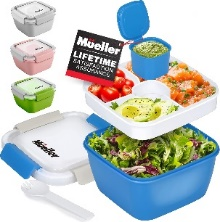 Mueller
LIFETIME
SATISFACTION
ASSURANCE
Mueller